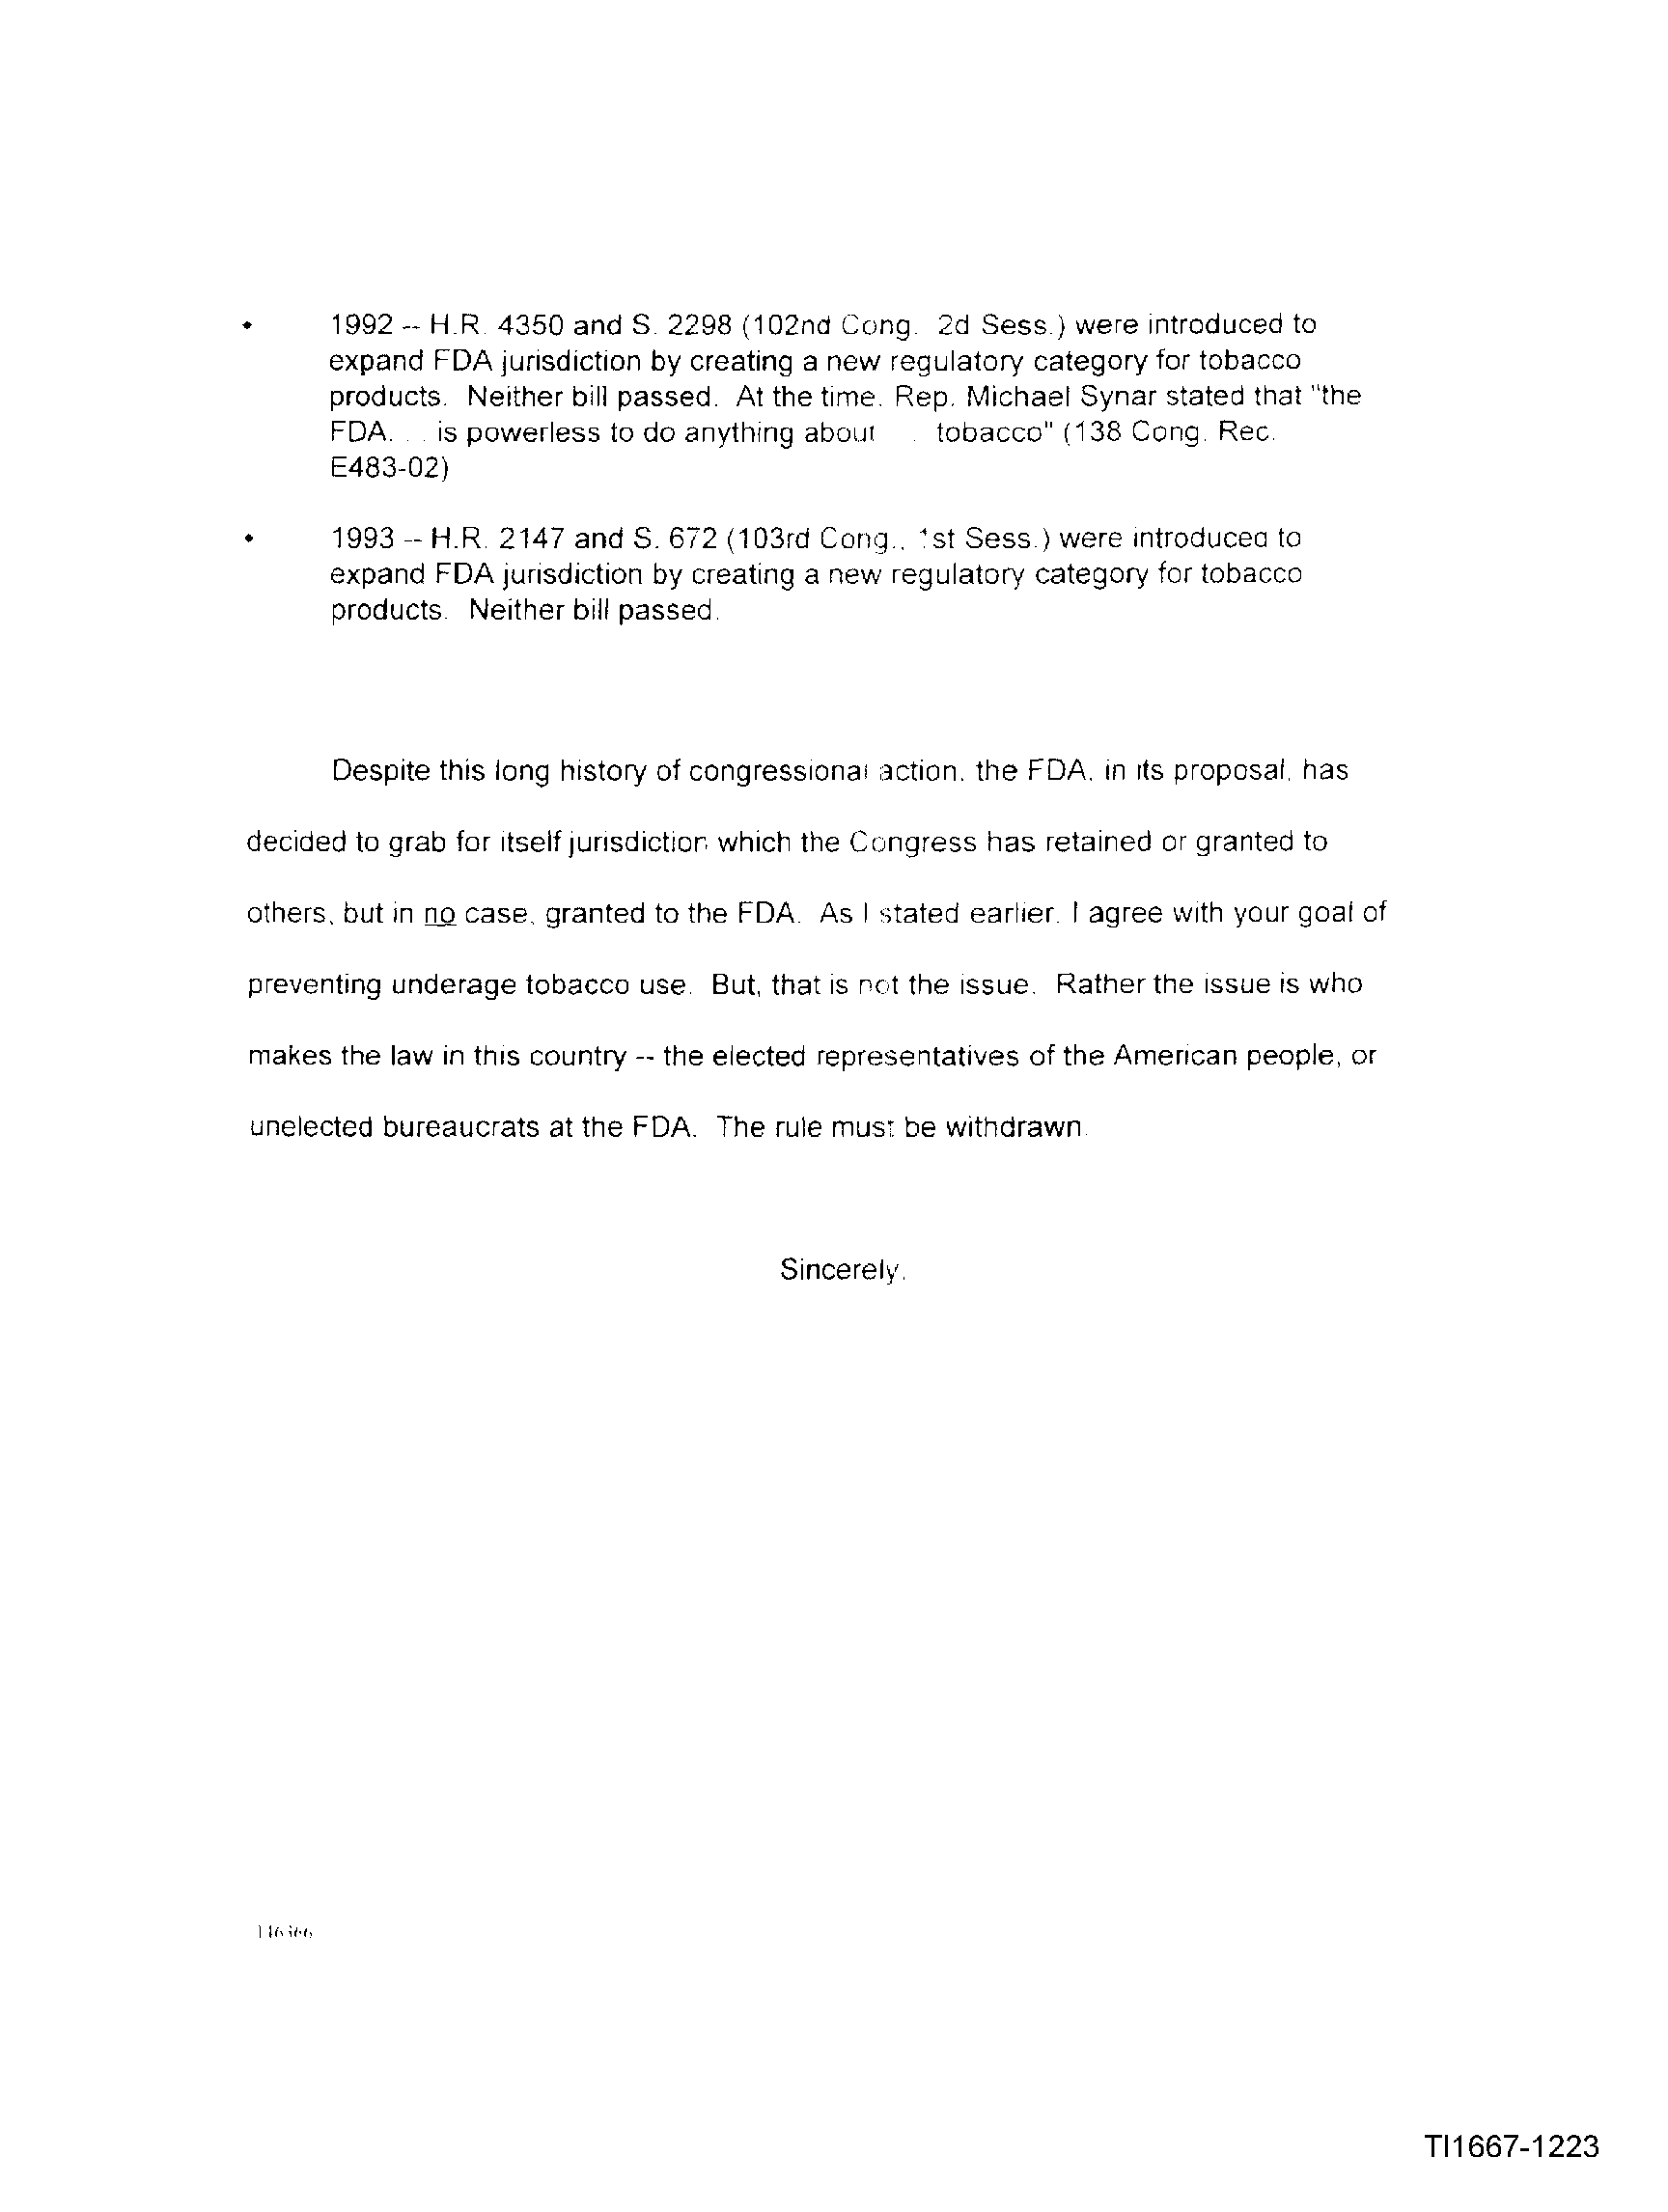 • 1992 -- H.R. 4350 and S. 2298 (102nd Cong. 2d Sess.) were introduced to
expand FDA jurisdiction by creating a new regulatory category for tobacco
products. Neither bill passed. At the time. Rep. Michael Synar stated that "the
FDA. . . is powerless to do anything about . tobacco" (138 Cong. Rec.
E483-02)
• 1993 -- H.R. 2147 and S. 672 (103rd Cong., 1st Sess.) were introduced to
expand FDA jurisdiction by creating a new regulatory category for tobacco
products. Neither bill passed.
Despite this long history of congressional action, the FDA, in its proposal, has
decided to grab for itself jurisdiction which the Congress has retained or granted to
others, but in no case, granted to the FDA. As I stated earlier, I agree with your goal of
preventing underage tobacco use. But, that is not the issue. Rather the issue is who
makes the law in this country -- the elected representatives of the American people, or
unelected bureaucrats at the FDA. The rule must be withdrawn.
Sincerely,
TI1667-1223